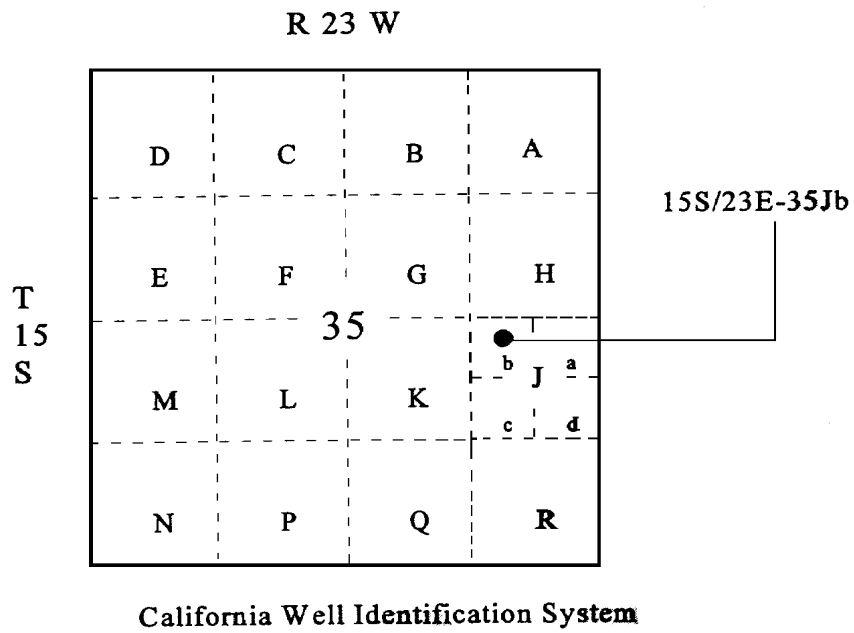 R 23 W
D C B A
15S/23E-35Jb
E F G H
T
15
S
35
b J a
M L K
c d
N P Q R
California Well Identification System